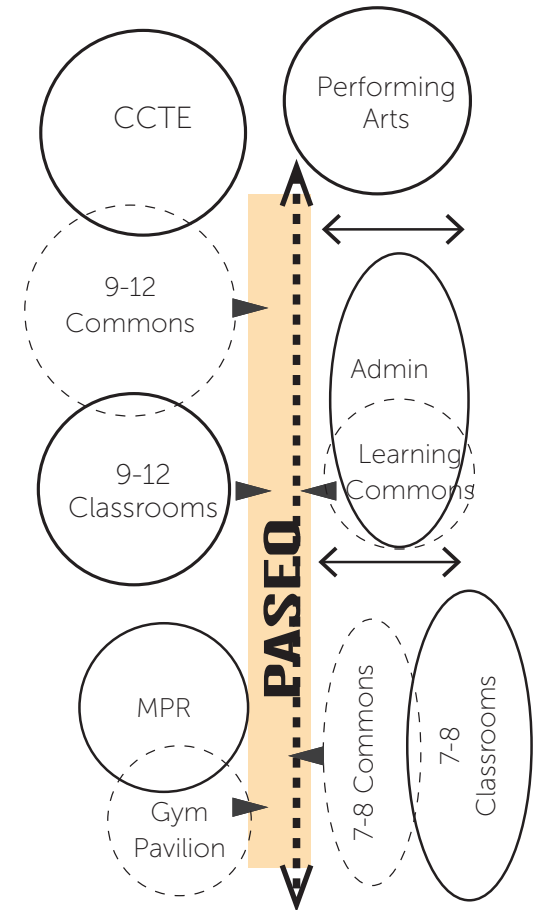 CCTE
Performing
Arts
9-12
Commons
Admin
Learning
Commons
9-12
Classrooms
PASEO
MPR
Gym
Pavilion
7-8 Commons
7-8
Classrooms